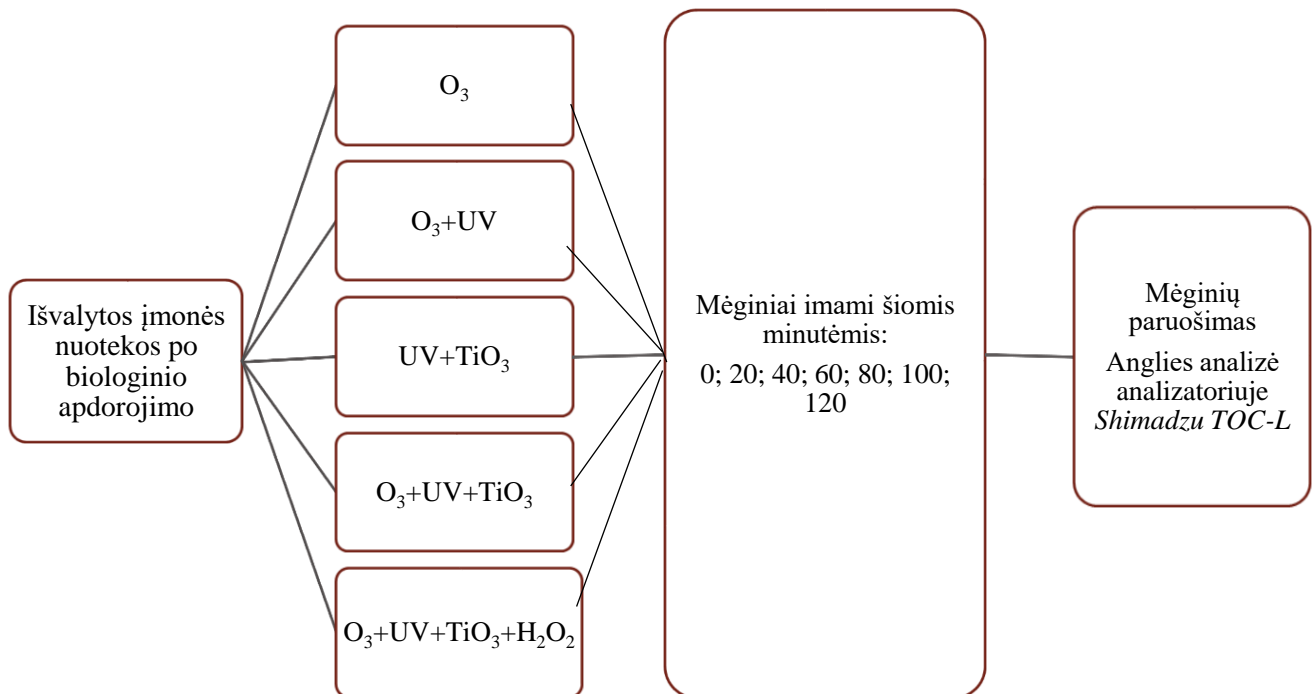 Išvalytos įmonės
nuotekos po
biologinio
apdorojimo
O₃
O₃+UV
UV+TiO₃
O₃+UV+TiO₃
O₃+UV+TiO₃+H₂O₂
Mėginiai imami šiomis
minutėmis:
0; 20; 40; 60; 80; 100;
120
Mėginių
paruošimas
Anglies analizė
analizatoriuje
Shimadzu TOC-L